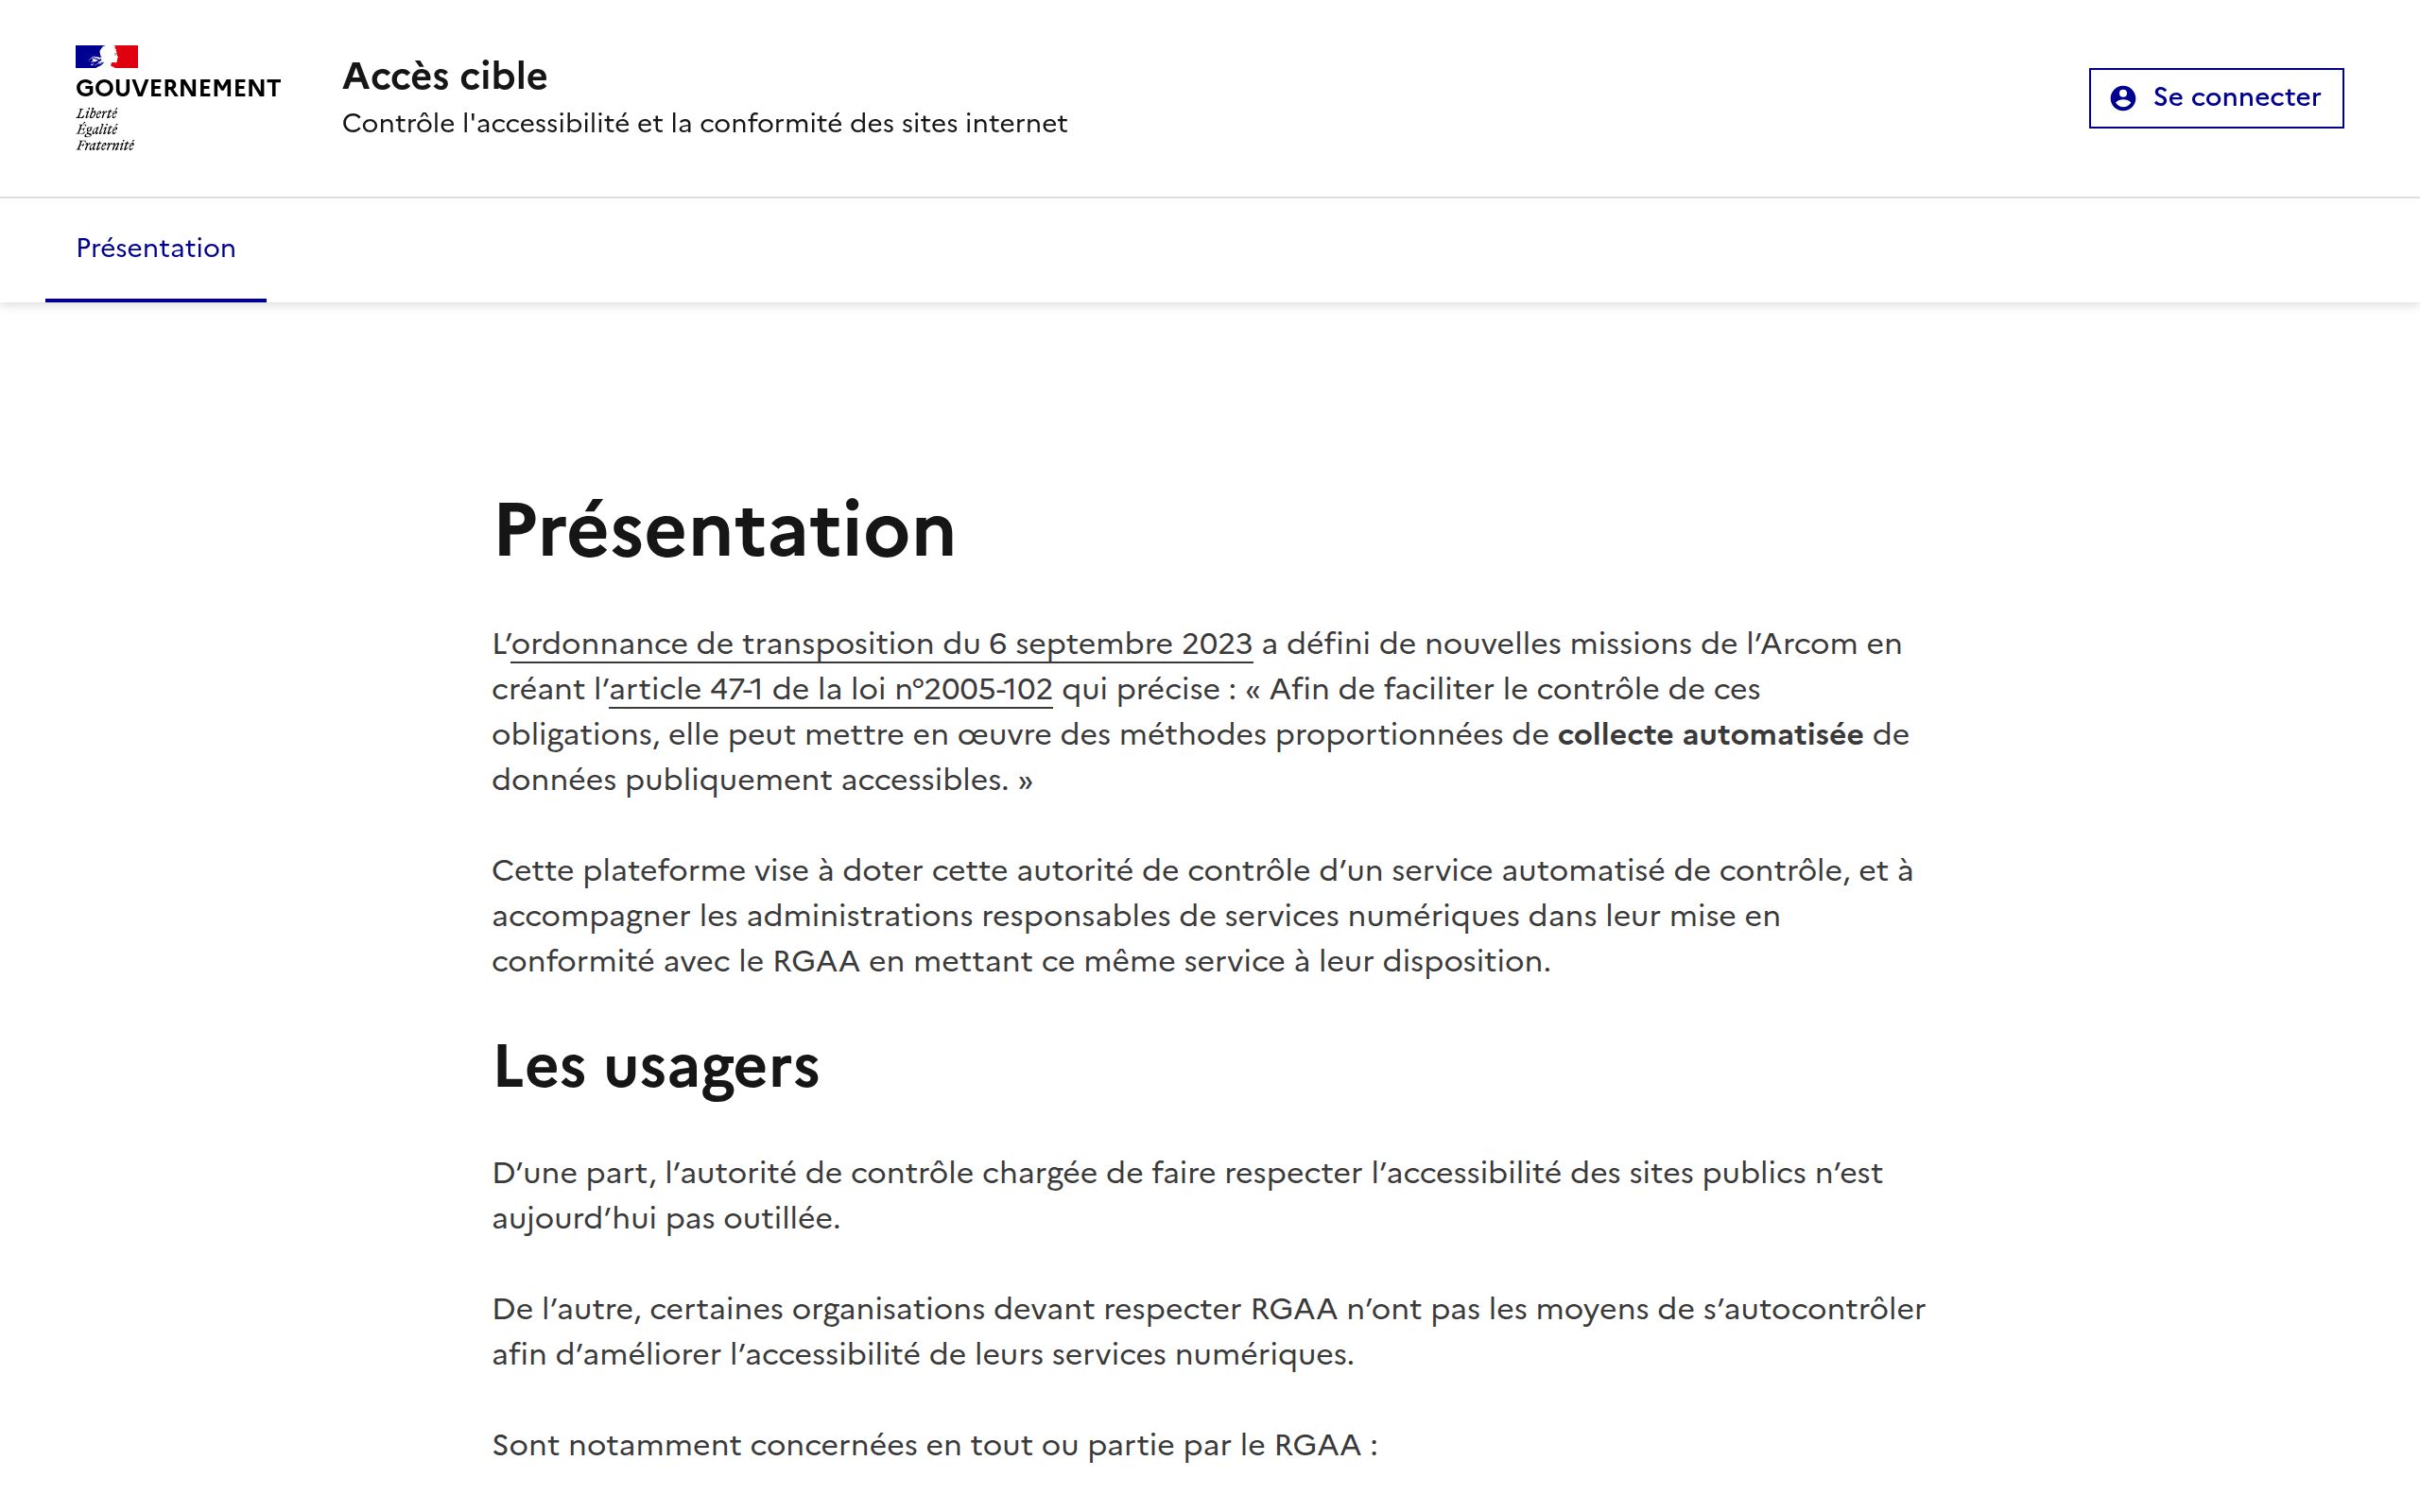 GOUVERNEMENT
Liberté
Égalité
Fraternité
Accès cible
Contrôle l'accessibilité et la conformité des sites internet
Se connecter
Présentation
Présentation
L’ordonnance de transposition du 6 septembre 2023 a défini de nouvelles missions de l’Arcom en
créant l’article 47-1 de la loi n°2005-102 qui précise : « Afin de faciliter le contrôle de ces
obligations, elle peut mettre en œuvre des méthodes proportionnées de collecte automatisée de
données publiquement accessibles. »
Cette plateforme vise à doter cette autorité de contrôle d’un service automatisé de contrôle, et à
accompagner les administrations responsables de services numériques dans leur mise en
conformité avec le RGAA en mettant ce même service à leur disposition.
Les usagers
D’une part, l’autorité de contrôle chargée de faire respecter l’accessibilité des sites publics n’est
aujourd’hui pas outillée.
De l’autre, certaines organisations devant respecter RGAA n’ont pas les moyens de s’autocontrôler
afin d’améliorer l’accessibilité de leurs services numériques.
Sont notamment concernées en tout ou partie par le RGAA :